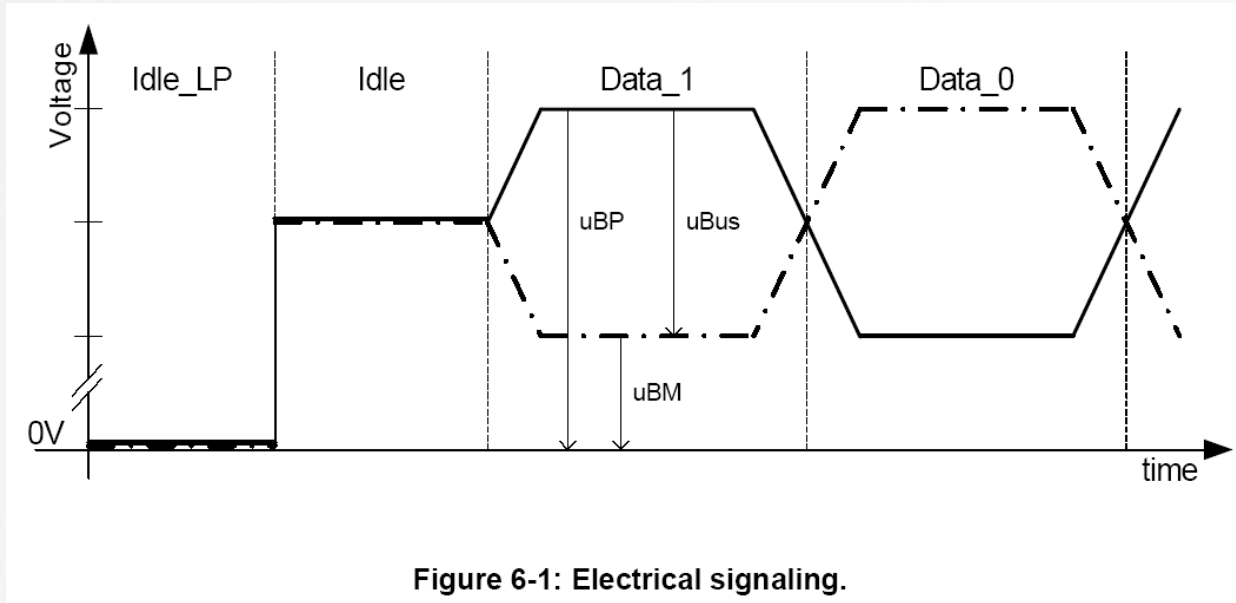 Voltage
Idle_LP
Idle
Data_1
Data_0
uBP
uBus
uBM
0V
time
Figure 6-1: Electrical signaling.